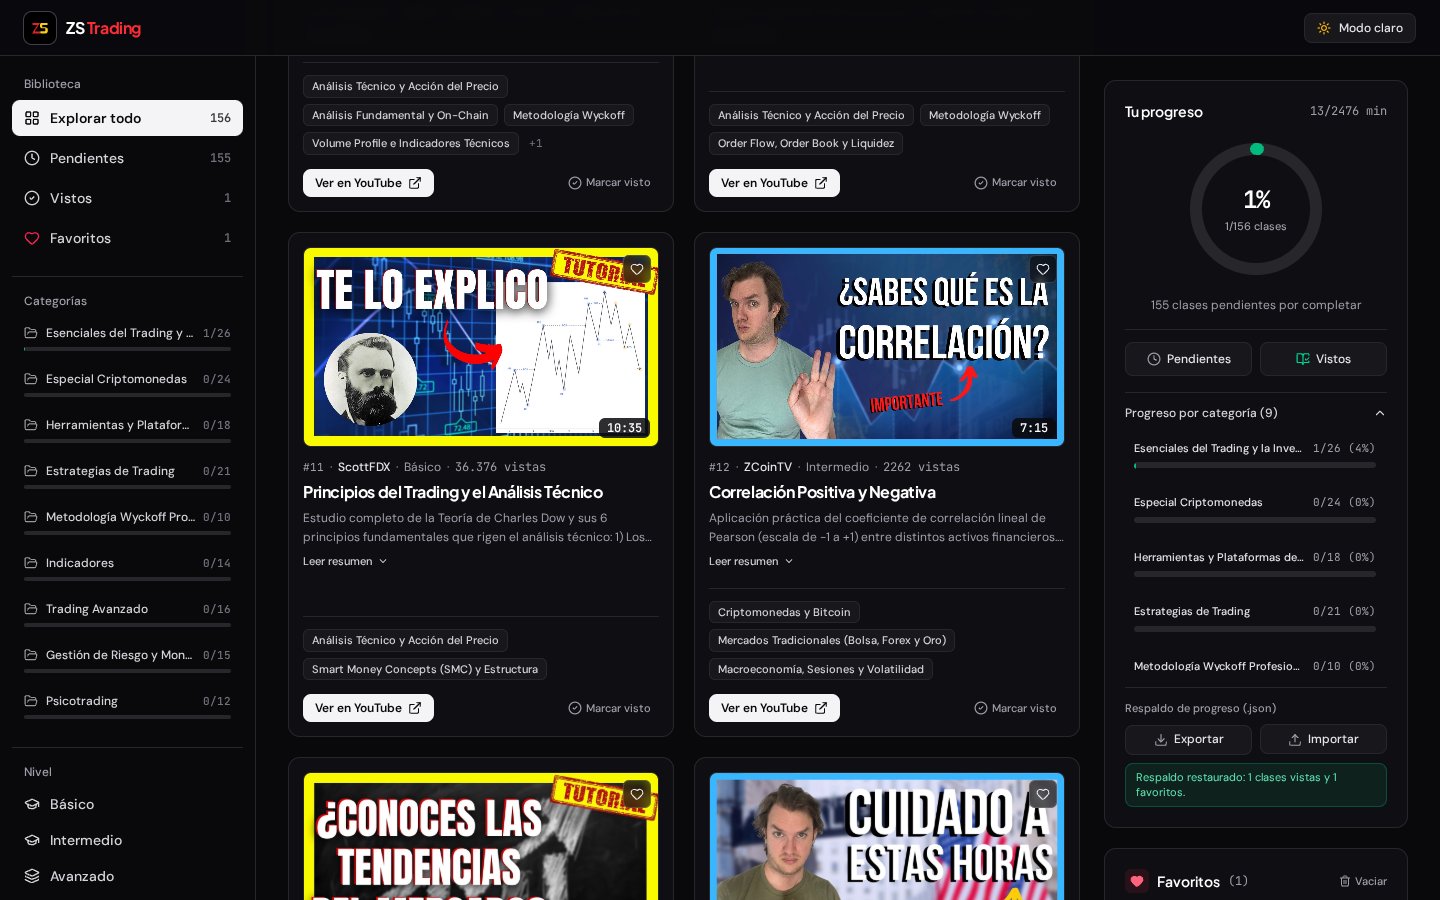 ZS
ZS Trading
Modo claro
Biblioteca
Explorar todo 156
Pendientes 155
Vistos 1
Favoritos 1
Categorías
Esenciales del Trading y ... 1/26
Especial Criptomonedas 0/24
Herramientas y Platafor... 0/18
Estrategias de Trading 0/21
Metodología Wyckoff Pro... 0/10
Indicadores 0/14
Trading Avanzado 0/16
Gestión de Riesgo y Mon... 0/15
Psicotrading 0/12
Nivel
Básico
Intermedio
Avanzado
Análisis Técnico y Acción del Precio
Análisis Fundamental y On-Chain Metodología Wyckoff
Volume Profile e Indicadores Técnicos +1
Ver en YouTube Marcar visto
Análisis Técnico y Acción del Precio Metodología Wyckoff
Order Flow, Order Book y Liquidez
Ver en YouTube Marcar visto
TE LO EXPLICO
10:35
#11 · ScottFDX · Básico · 36.376 vistas
Principios del Trading y el Análisis Técnico
Estudio completo de la Teoría de Charles Dow y sus 6
principios fundamentales que rigen el análisis técnico: 1) Los...
Leer resumen
Análisis Técnico y Acción del Precio
Smart Money Concepts (SMC) y Estructura
Ver en YouTube Marcar visto
¿SABES QUÉ ES LA
CORRELACIÓN?
IMPORTANTE
7:15
#12 · ZCoinTV · Intermedio · 2262 vistas
Correlación Positiva y Negativa
Aplicación práctica del coeficiente de correlación lineal de
Pearson (escala de -1 a +1) entre distintos activos financieros....
Leer resumen
Criptomonedas y Bitcoin
Mercados Tradicionales (Bolsa, Forex y Oro)
Macroeconomía, Sesiones y Volatilidad
Ver en YouTube Marcar visto
¿CONOCES LAS
TENDENCIAS
DEL MERCADO?
CUIDADO A
ESTAS HORAS
Tu progreso 13/2476 min
1%
1/156 clases
155 clases pendientes por completar
Pendientes Vistos
Progreso por categoría (9)
Esenciales del Trading y la Inve... 1/26 (4%)
Especial Criptomonedas 0/24 (0%)
Herramientas y Plataformas de... 0/18 (0%)
Estrategias de Trading 0/21 (0%)
Metodología Wyckoff Profesio... 0/10 (0%)
Respaldo de progreso (.json)
Exportar Importar
Respaldo restaurado: 1 clases vistas y 1
favoritos.
Favoritos (1) Vaciar